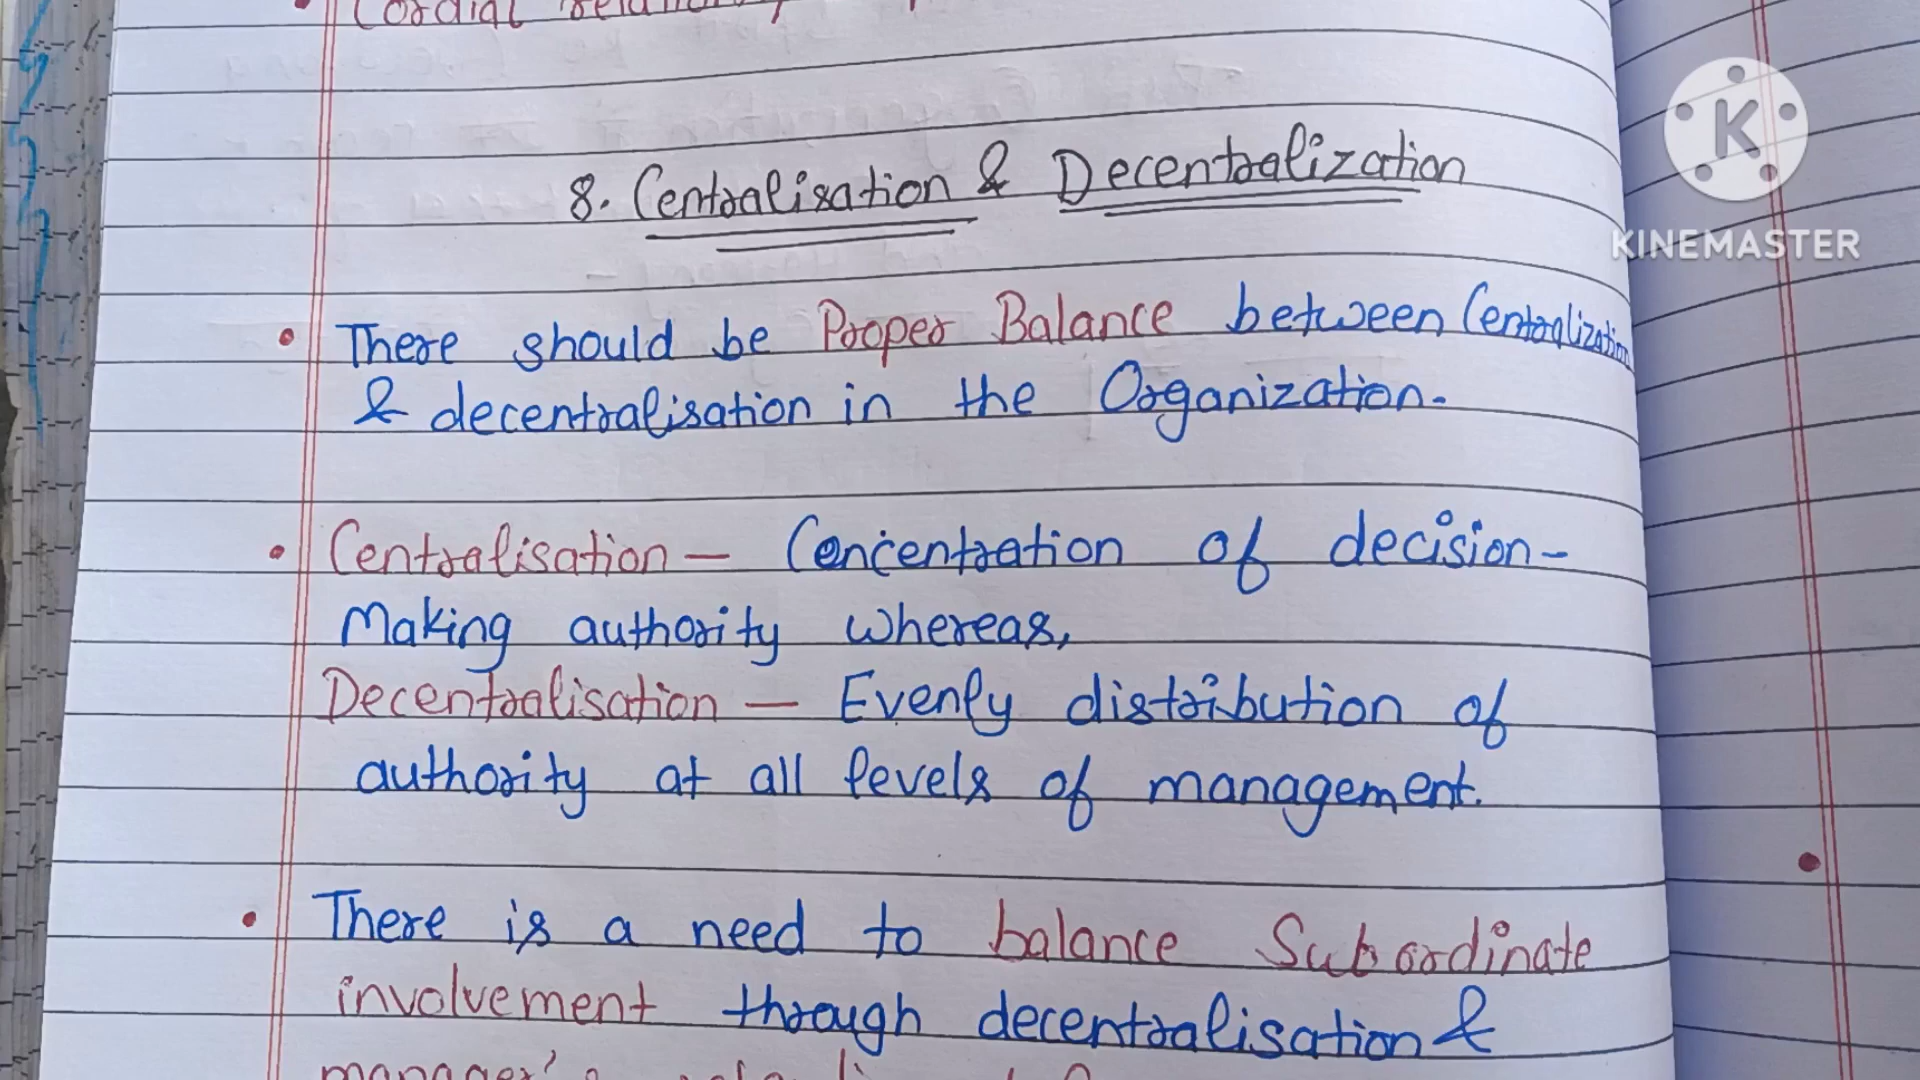 Cordial
8. Centralisation & Decentralization
KINEMASTER
• There should be Proper Balance between Centralization
& decentralisation in the Organization.
• Centralisation — Concentration of decision-
Making authority whereas,
Decentralisation — Evenly distribution of
authority at all levels of management.
• There is a need to balance Subordinate
involvement through decentralisation &
manager's